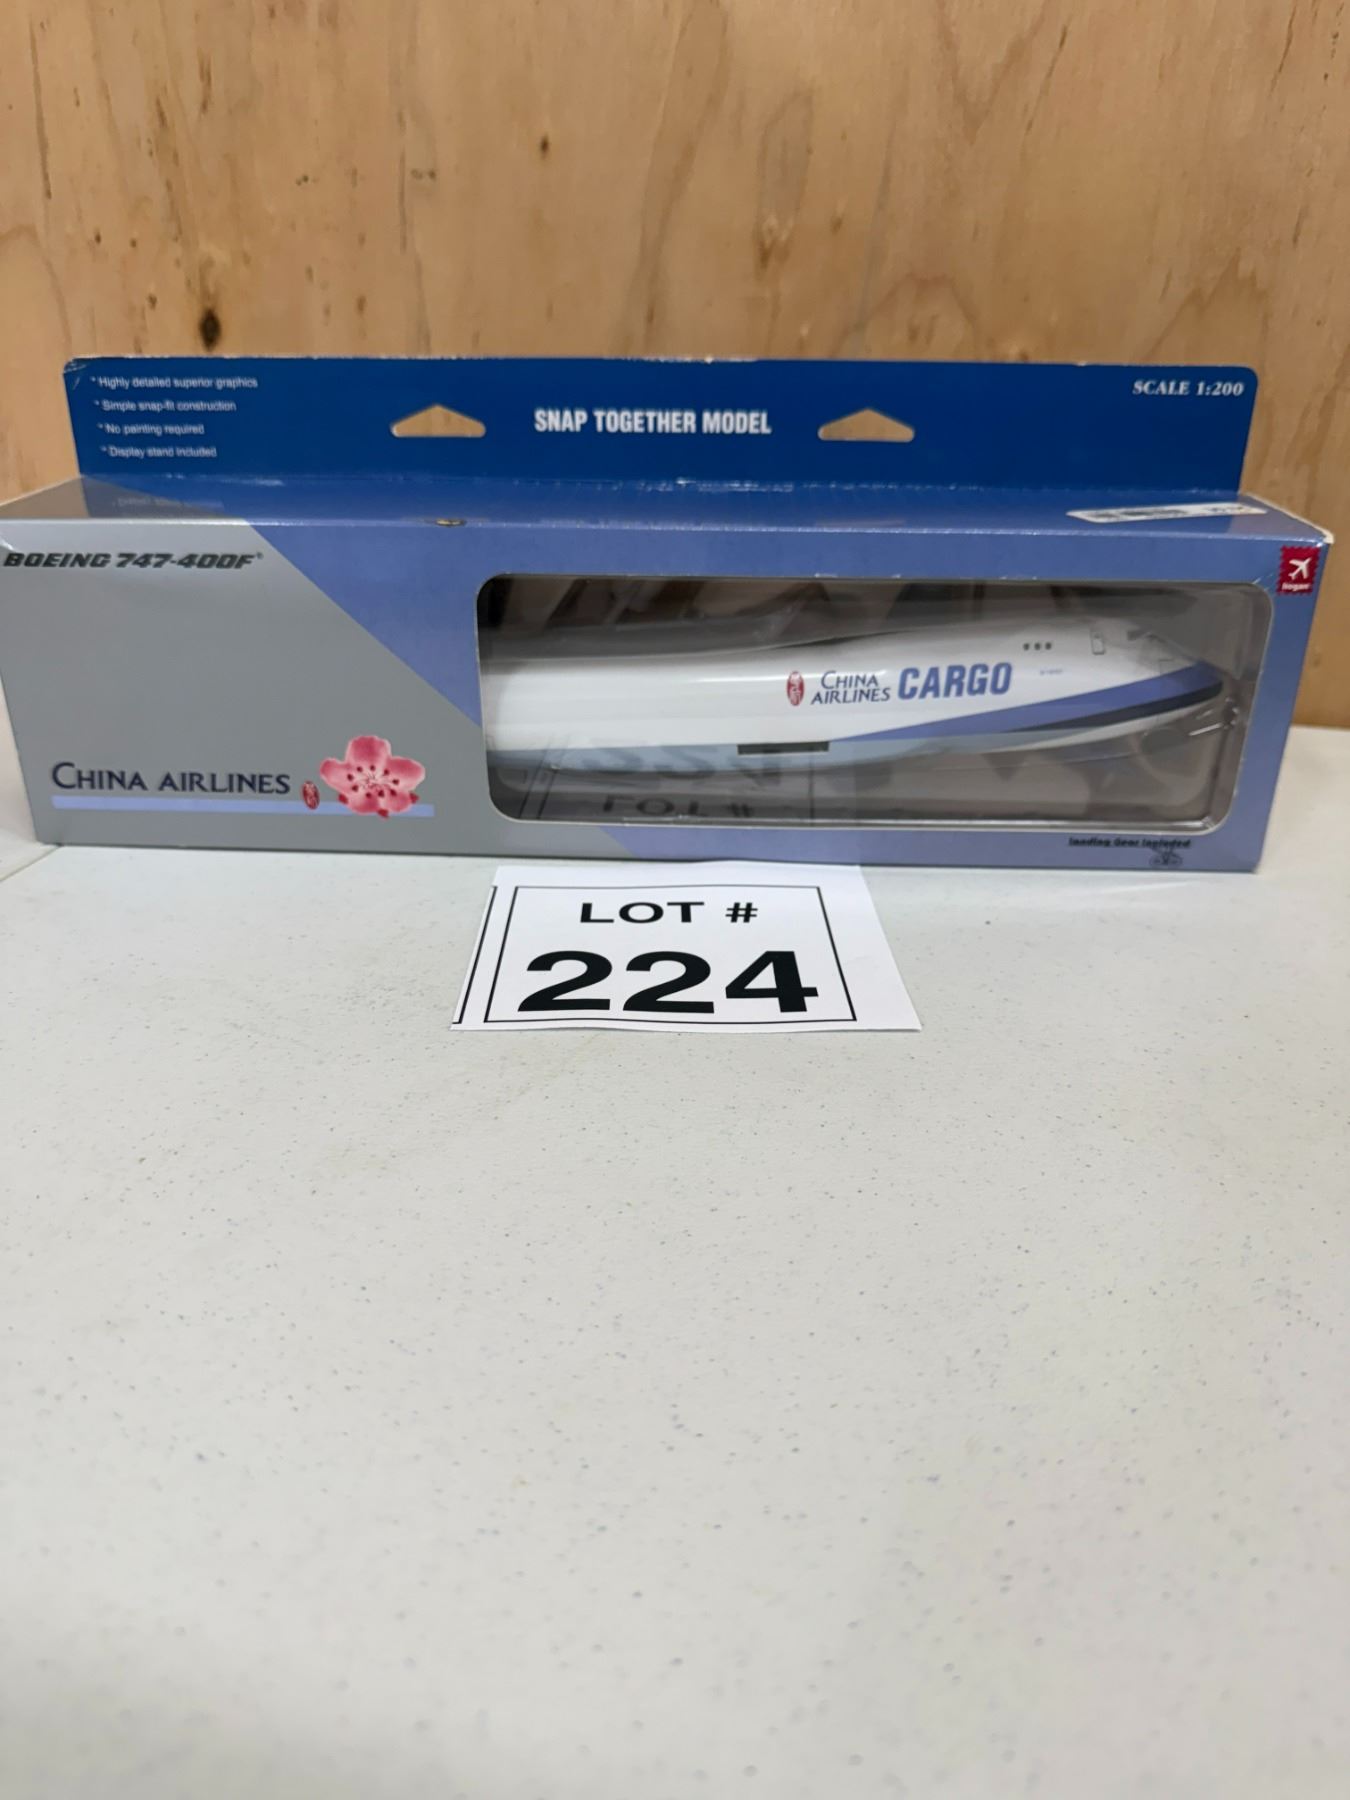 * Highly detailed superior graphics
* Simple snap-fit construction
* No painting required
* Display stand included
SNAP TOGETHER MODEL
SCALE 1:200
BOEING 747-400F®
Hogan
CHINA AIRLINES
CARGO
CHINA AIRLINES
Landing Gear Included
LOT #
224